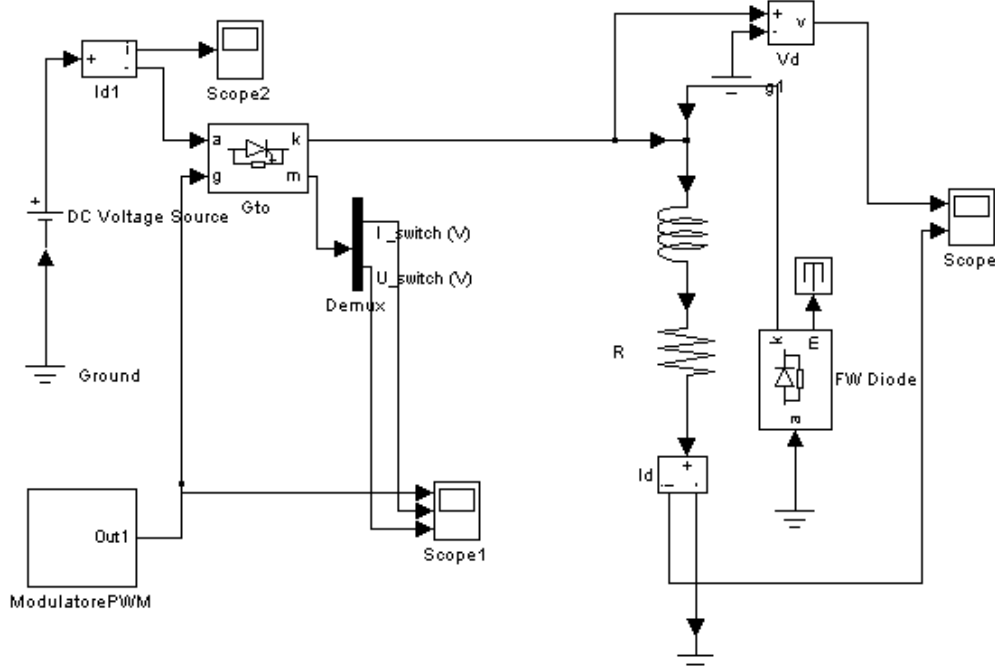 + v
-
Vd
g1
+ i
-
Id1
Scope2
a k
g m
Gto
+
DC Voltage Source
I_switch (V)
U_switch (V)
Demux
Scope
k m
R
FW Diode
a
Ground
Id
+
i -
Out1
Scope1
ModulatorePWM